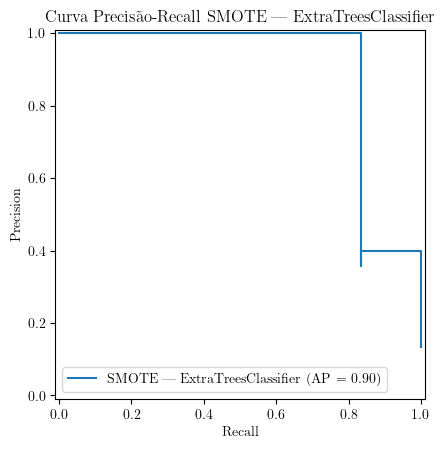 Curva Precisão-Recall SMOTE — ExtraTreesClassifier
1.0
0.8
0.6
0.4
0.2
0.0
Precision
SMOTE — ExtraTreesClassifier (AP = 0.90)
0.0 0.2 0.4 0.6 0.8 1.0
Recall